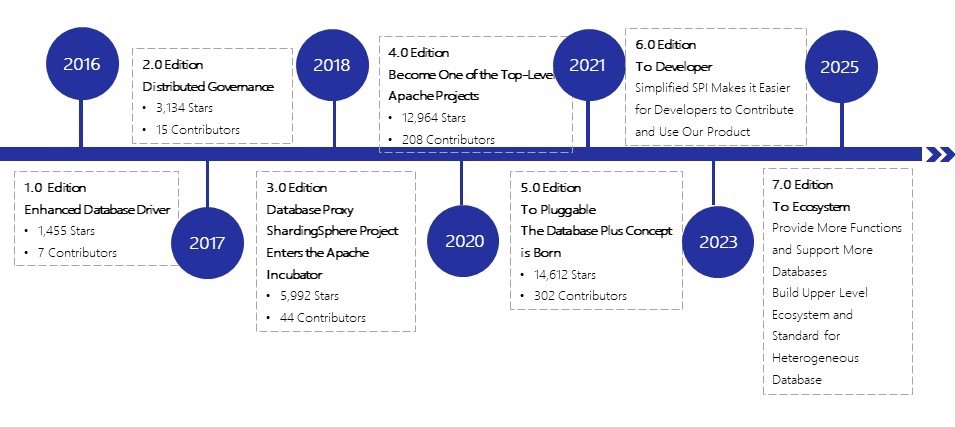 2016
1.0 Edition
Enhanced Database Driver
• 1,455 Stars
• 7 Contributors
2017
2.0 Edition
Distributed Governance
• 3,134 Stars
• 15 Contributors
2018
3.0 Edition
Database Proxy
ShardingSphere Project
Enters the Apache
Incubator
• 5,992 Stars
• 44 Contributors
2020
4.0 Edition
Become One of the Top-Level
Apache Projects
• 12,964 Stars
• 208 Contributors
2021
5.0 Edition
To Pluggable
The Database Plus Concept
is Born
• 14,612 Stars
• 302 Contributors
2023
6.0 Edition
To Developer
Simplified SPI Makes it Easier
for Developers to Contribute
and Use Our Product
2025
7.0 Edition
To Ecosystem
Provide More Functions
and Support More
Databases
Build Upper Level
Ecosystem and
Standard for
Heterogeneous
Database